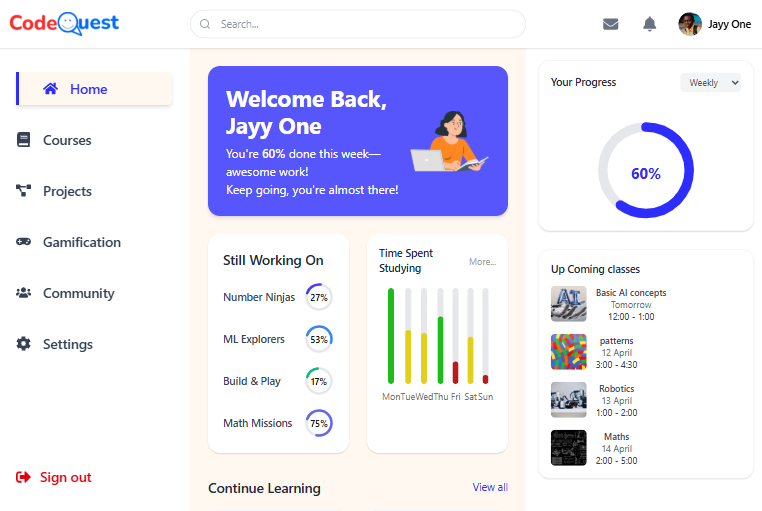 CodeQuest
Search...
Jayy One
Home
Courses
Projects
Gamification
Community
Settings
Sign out
Welcome Back,
Jayy One
You're 60% done this week—
awesome work!
Keep going, you're almost there!
Still Working On
Number Ninjas 27%
ML Explorers 53%
Build & Play 17%
Math Missions 75%
Time Spent
Studying
More...
Mon Tue Wed Thu Fri Sat Sun
Continue Learning
View all
Your Progress
Weekly
60%
Up Coming classes
AI
Basic AI concepts
Tomorrow
12:00 - 1:00
patterns
12 April
3:00 - 4:30
Robotics
13 April
1:00 - 2:00
Maths
14 April
2:00 - 5:00